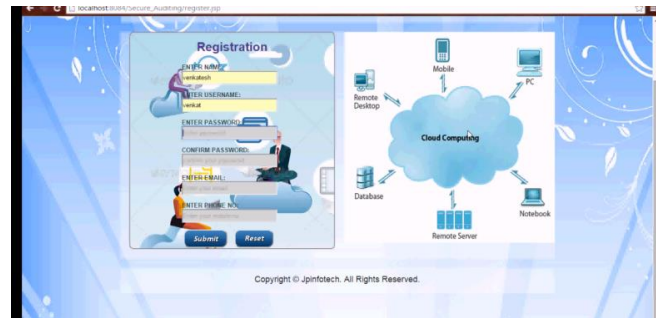 localhost:8084/Secure_Auditing/register.jsp
Registration
ENTER NAME:
venkatesh
ENTER USERNAME:
venkat
ENTER PASSWORD:
CONFIRM PASSWORD:
ENTER EMAIL:
ENTER PHONE NO:
Submit Reset
Mobile
PC
Remote
Desktop
Cloud Computing
Database
Notebook
Remote Server
Copyright © Jpinfotech. All Rights Reserved.